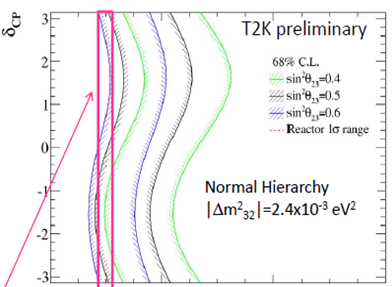 T2K preliminary
δCP
3
2
1
0
-1
-2
-3
68% C.L.
sin²θ₂₃=0.4
sin²θ₂₃=0.5
sin²θ₂₃=0.6
Reactor 1σ range
Normal Hierarchy
|Δm²₃₂|=2.4x10⁻³ eV²